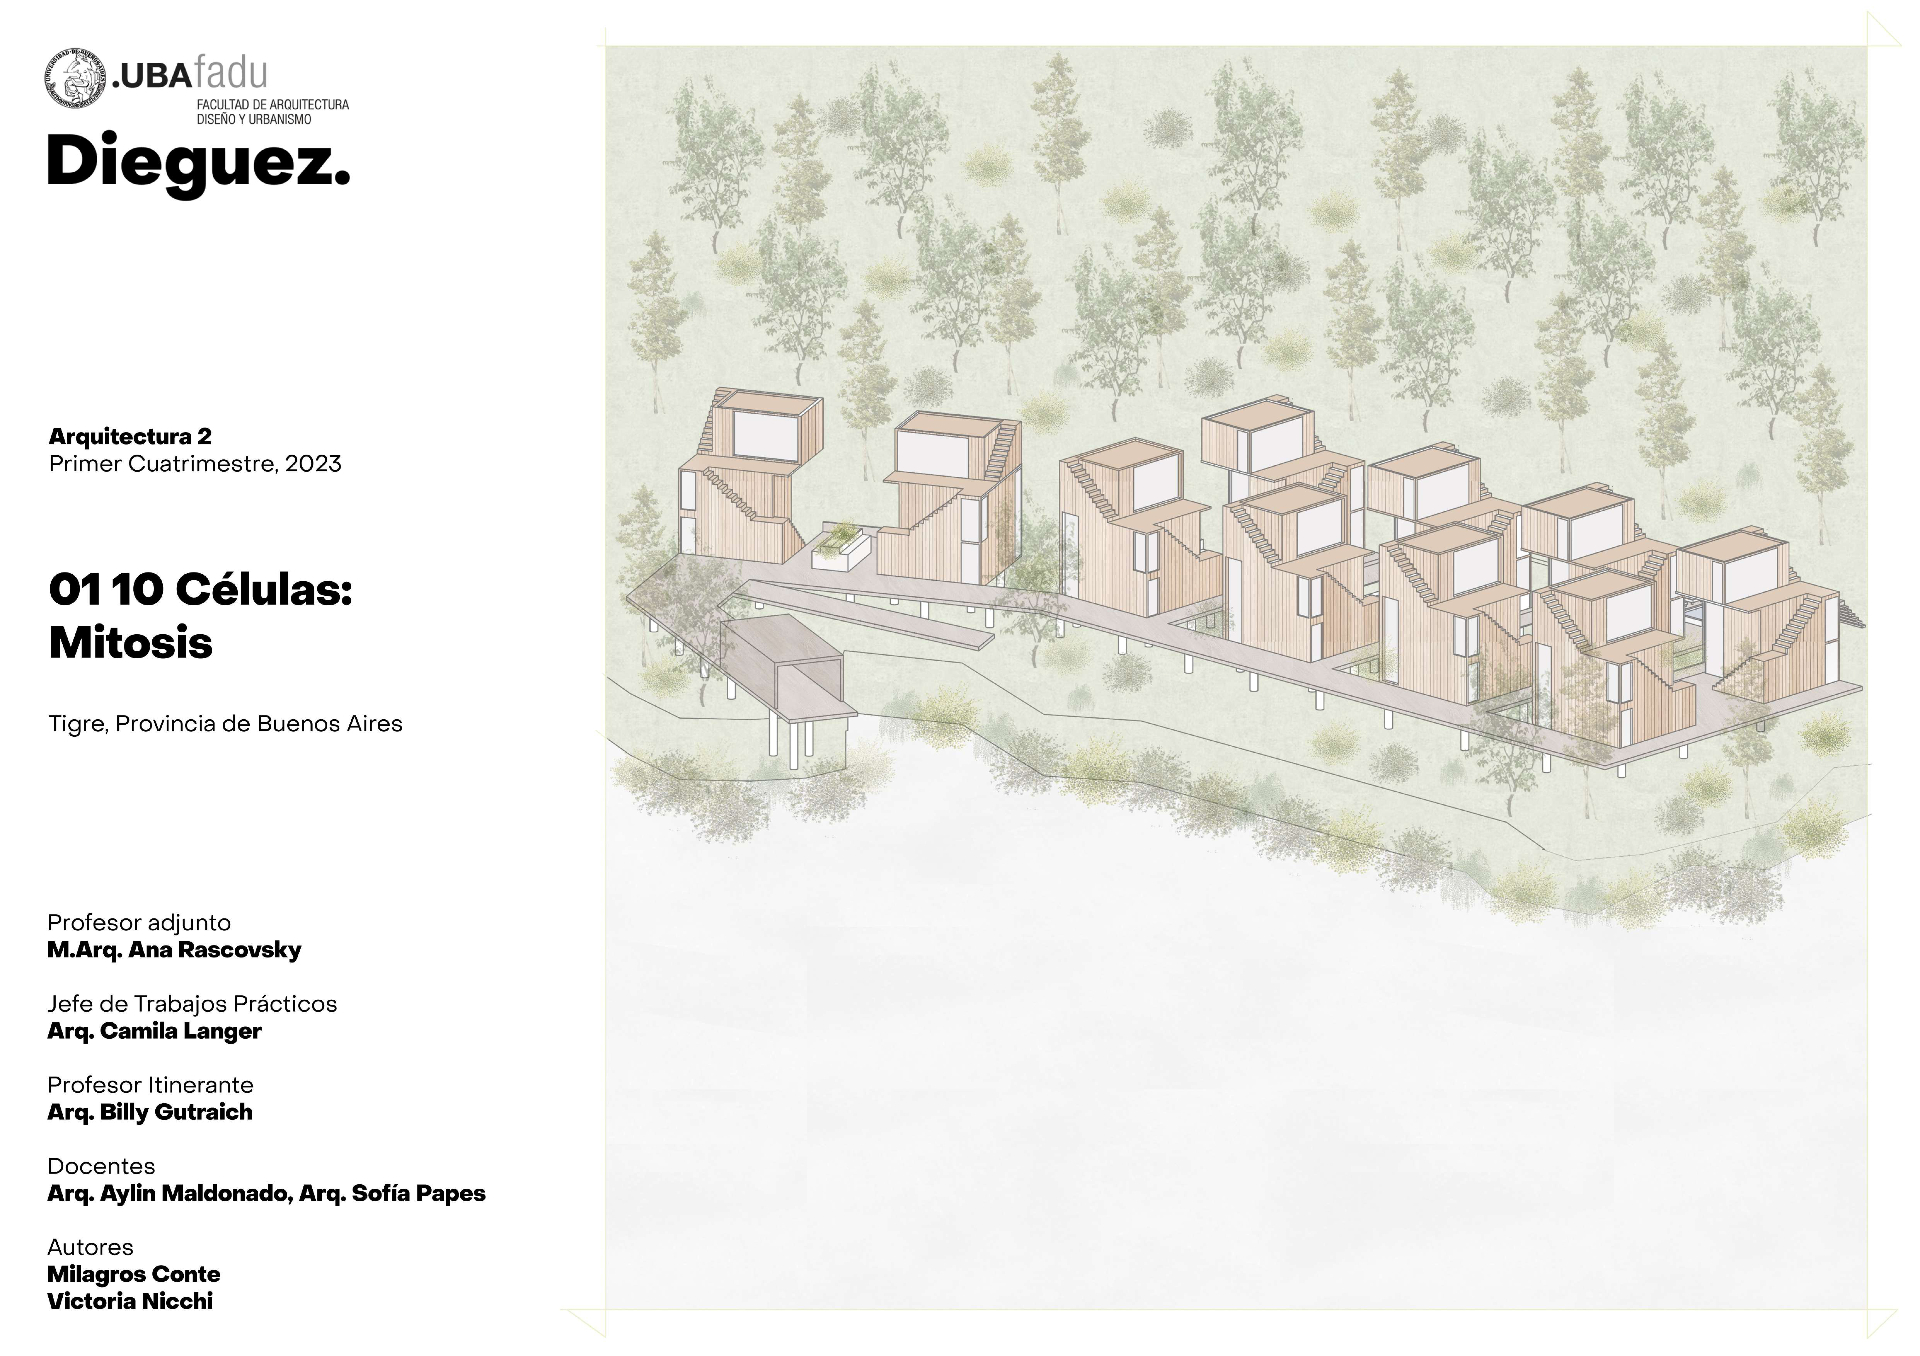 .UBAfadu
FACULTAD DE ARQUITECTURA
DISEÑO Y URBANISMO
Dieguez.
Arquitectura 2
Primer Cuatrimestre, 2023
01 10 Células:
Mitosis
Tigre, Provincia de Buenos Aires
Profesor adjunto
M.Arq. Ana Rascovsky
Jefe de Trabajos Prácticos
Arq. Camila Langer
Profesor Itinerante
Arq. Billy Gutraich
Docentes
Arq. Aylin Maldonado, Arq. Sofía Papes
Autores
Milagros Conte
Victoria Nicchi